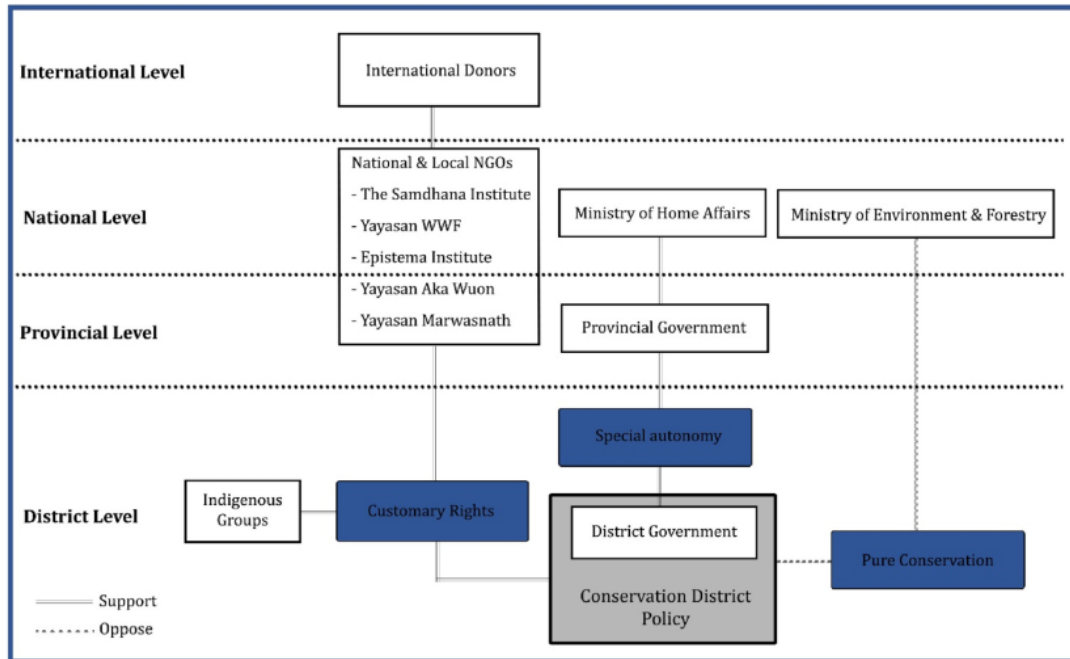 International Level
International Donors
National Level
National & Local NGOs
- The Samdhana Institute
- Yayasan WWF
- Epistema Institute
- Yayasan Aka Wuon
- Yayasan Marwasnath
Ministry of Home Affairs
Ministry of Environment & Forestry
Provincial Level
Provincial Government
District Level
Special autonomy
Indigenous
Groups
Customary Rights
District Government
Conservation District
Policy
Pure Conservation
Support
Oppose